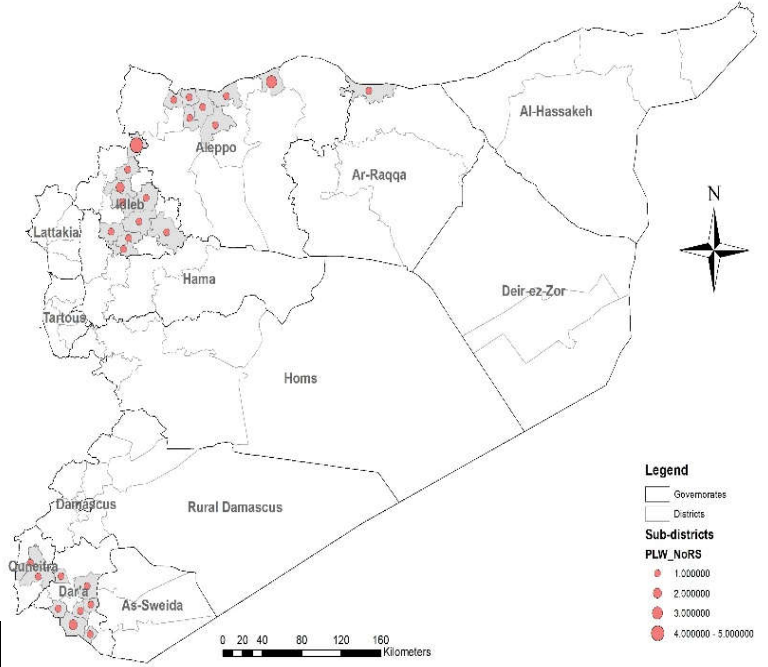 Al-Hassakeh
Aleppo
Ar-Raqqa
N
Idleb
Lattakia
Hama
Deir-ez-Zor
Tartous
Homs
Legend
Governorates
Districts
Sub-districts
PLW_NoRS
1.000000
2.000000
3.000000
4.000000 - 5.000000
Damascus
Rural Damascus
Quneitra
Dar'a
As-Sweida
0 20 40 80 120 160
Kilometers